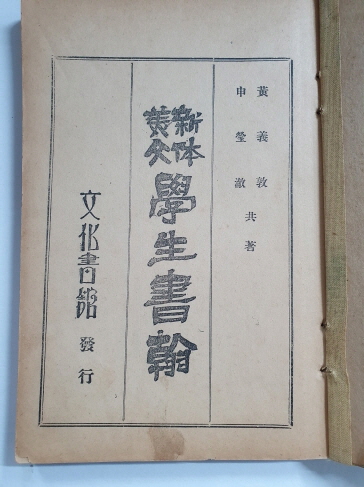 黃義敦
申瑩澈 共著
新体美文 學生書翰
文化書館 發行